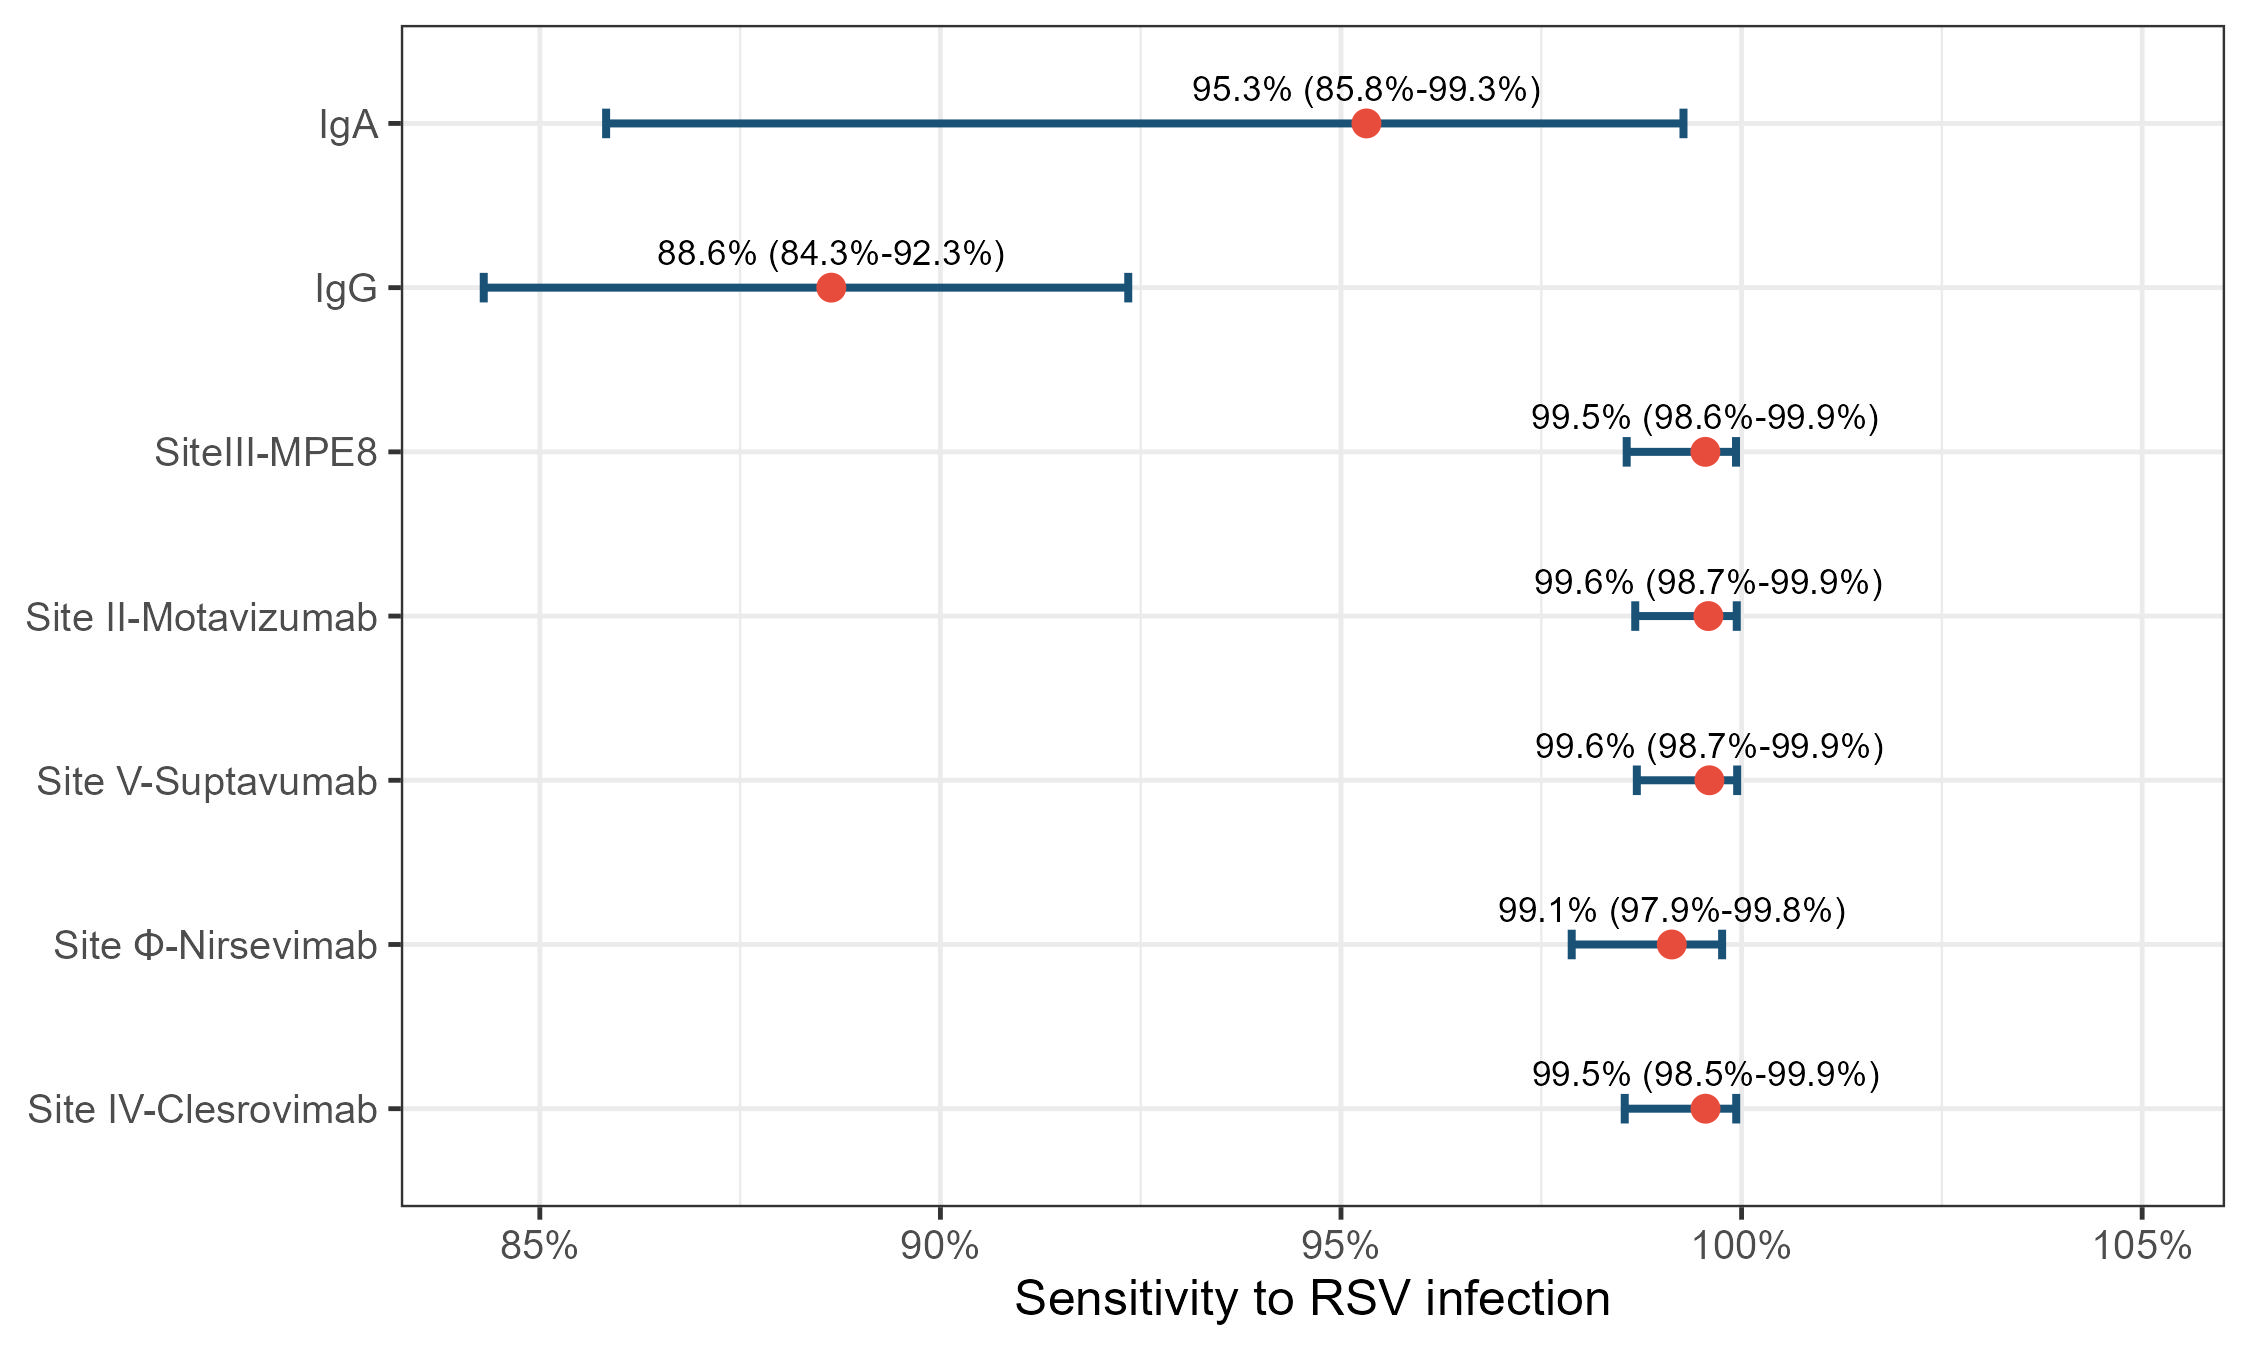 IgA
95.3% (85.8%-99.3%)
IgG
88.6% (84.3%-92.3%)
SiteIII-MPE8
99.5% (98.6%-99.9%)
Site II-Motavizumab
99.6% (98.7%-99.9%)
Site V-Suptavumab
99.6% (98.7%-99.9%)
Site Φ-Nirsevimab
99.1% (97.9%-99.8%)
Site IV-Clesrovimab
99.5% (98.5%-99.9%)
85% 90% 95% 100% 105%
Sensitivity to RSV infection